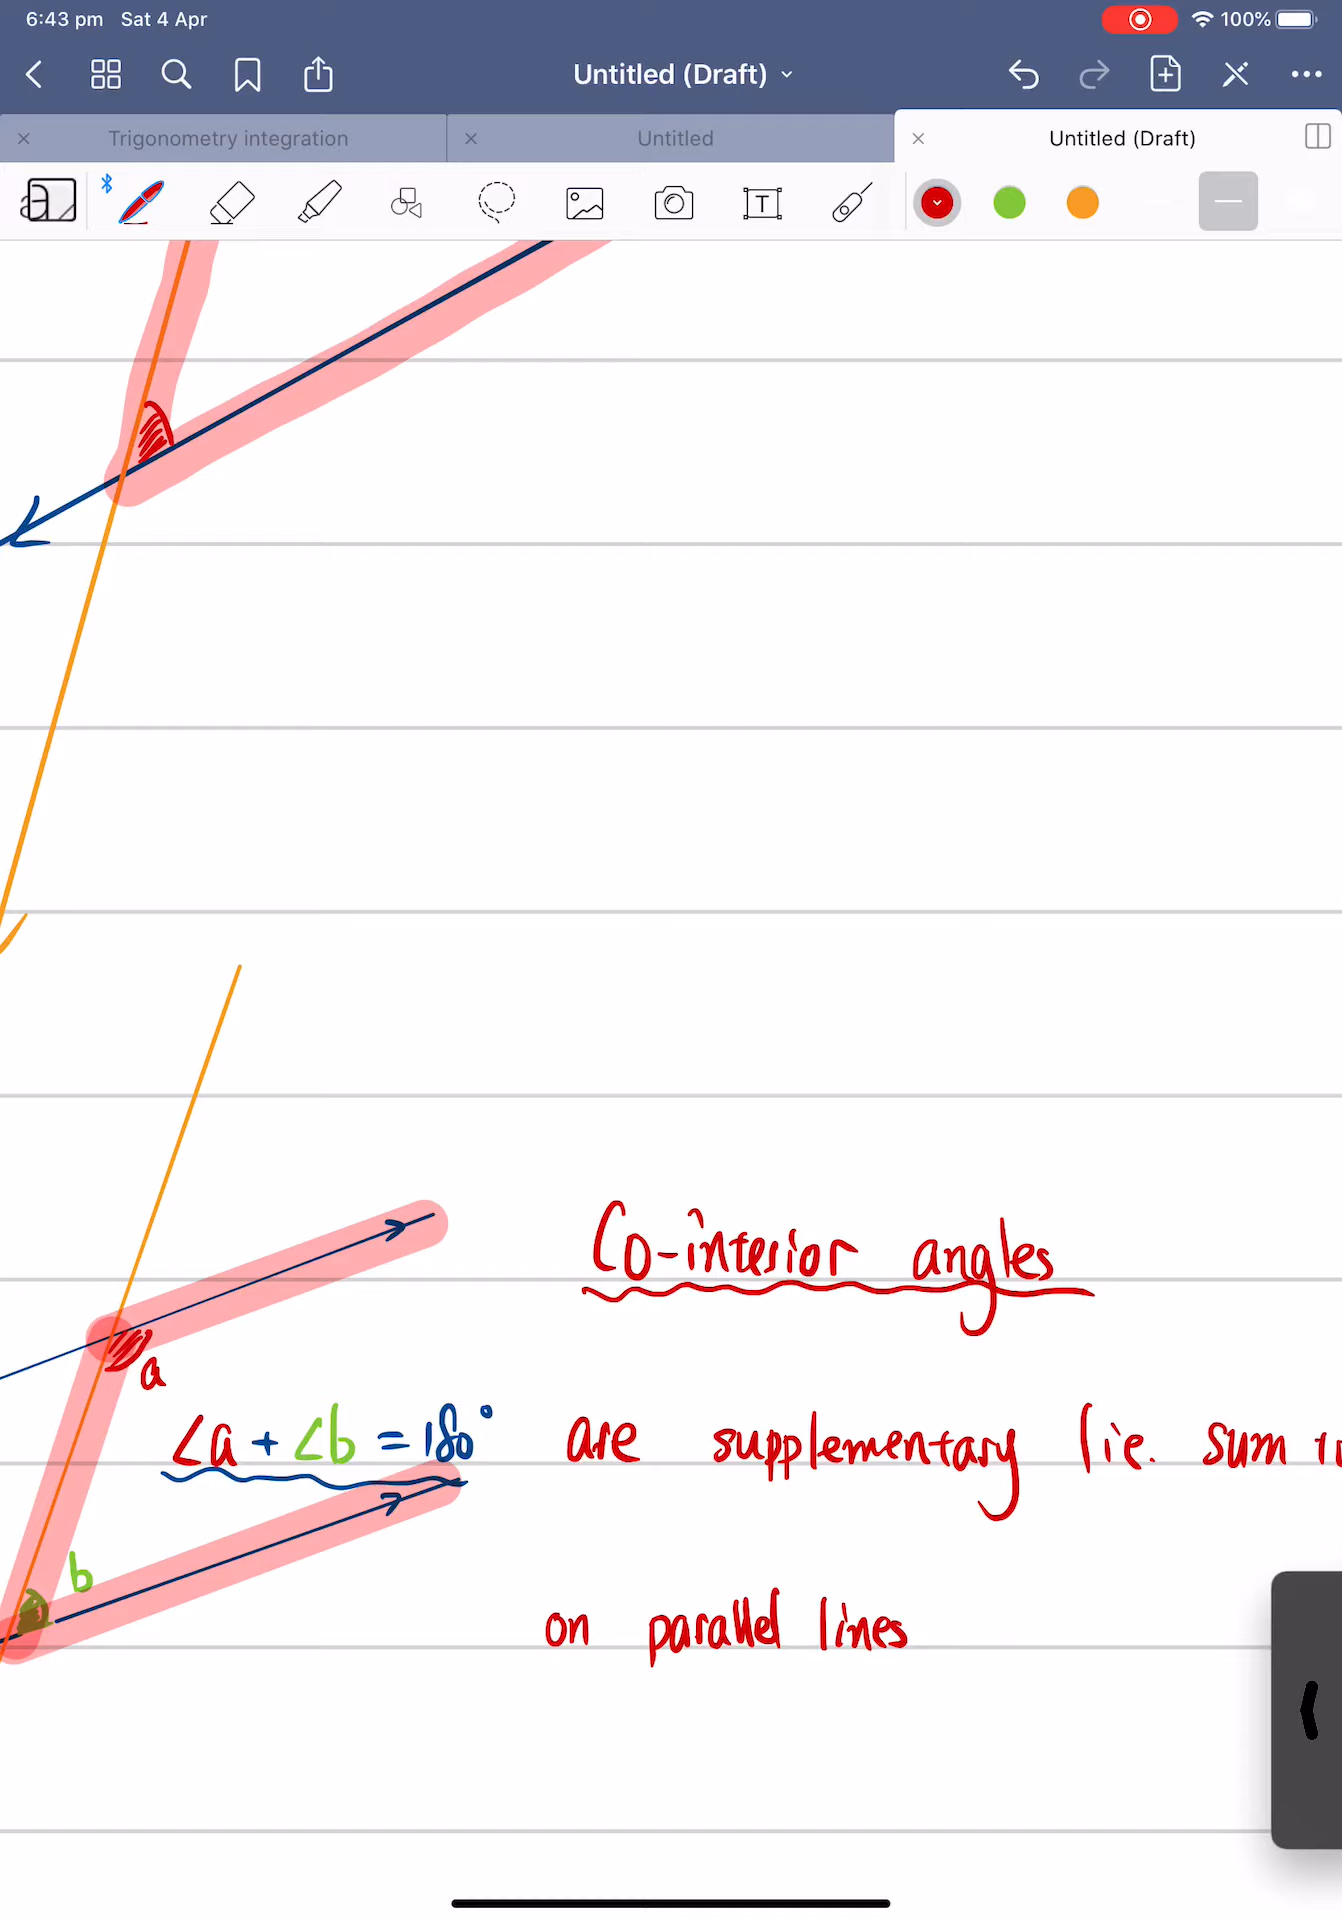 6:43 pm Sat 4 Apr
100%
Untitled (Draft)
Trigonometry integration
Untitled
Untitled (Draft)
T
Co-interior angles
a
∠a + ∠b = 180° are supplementary (ie. sum
b
on parallel lines